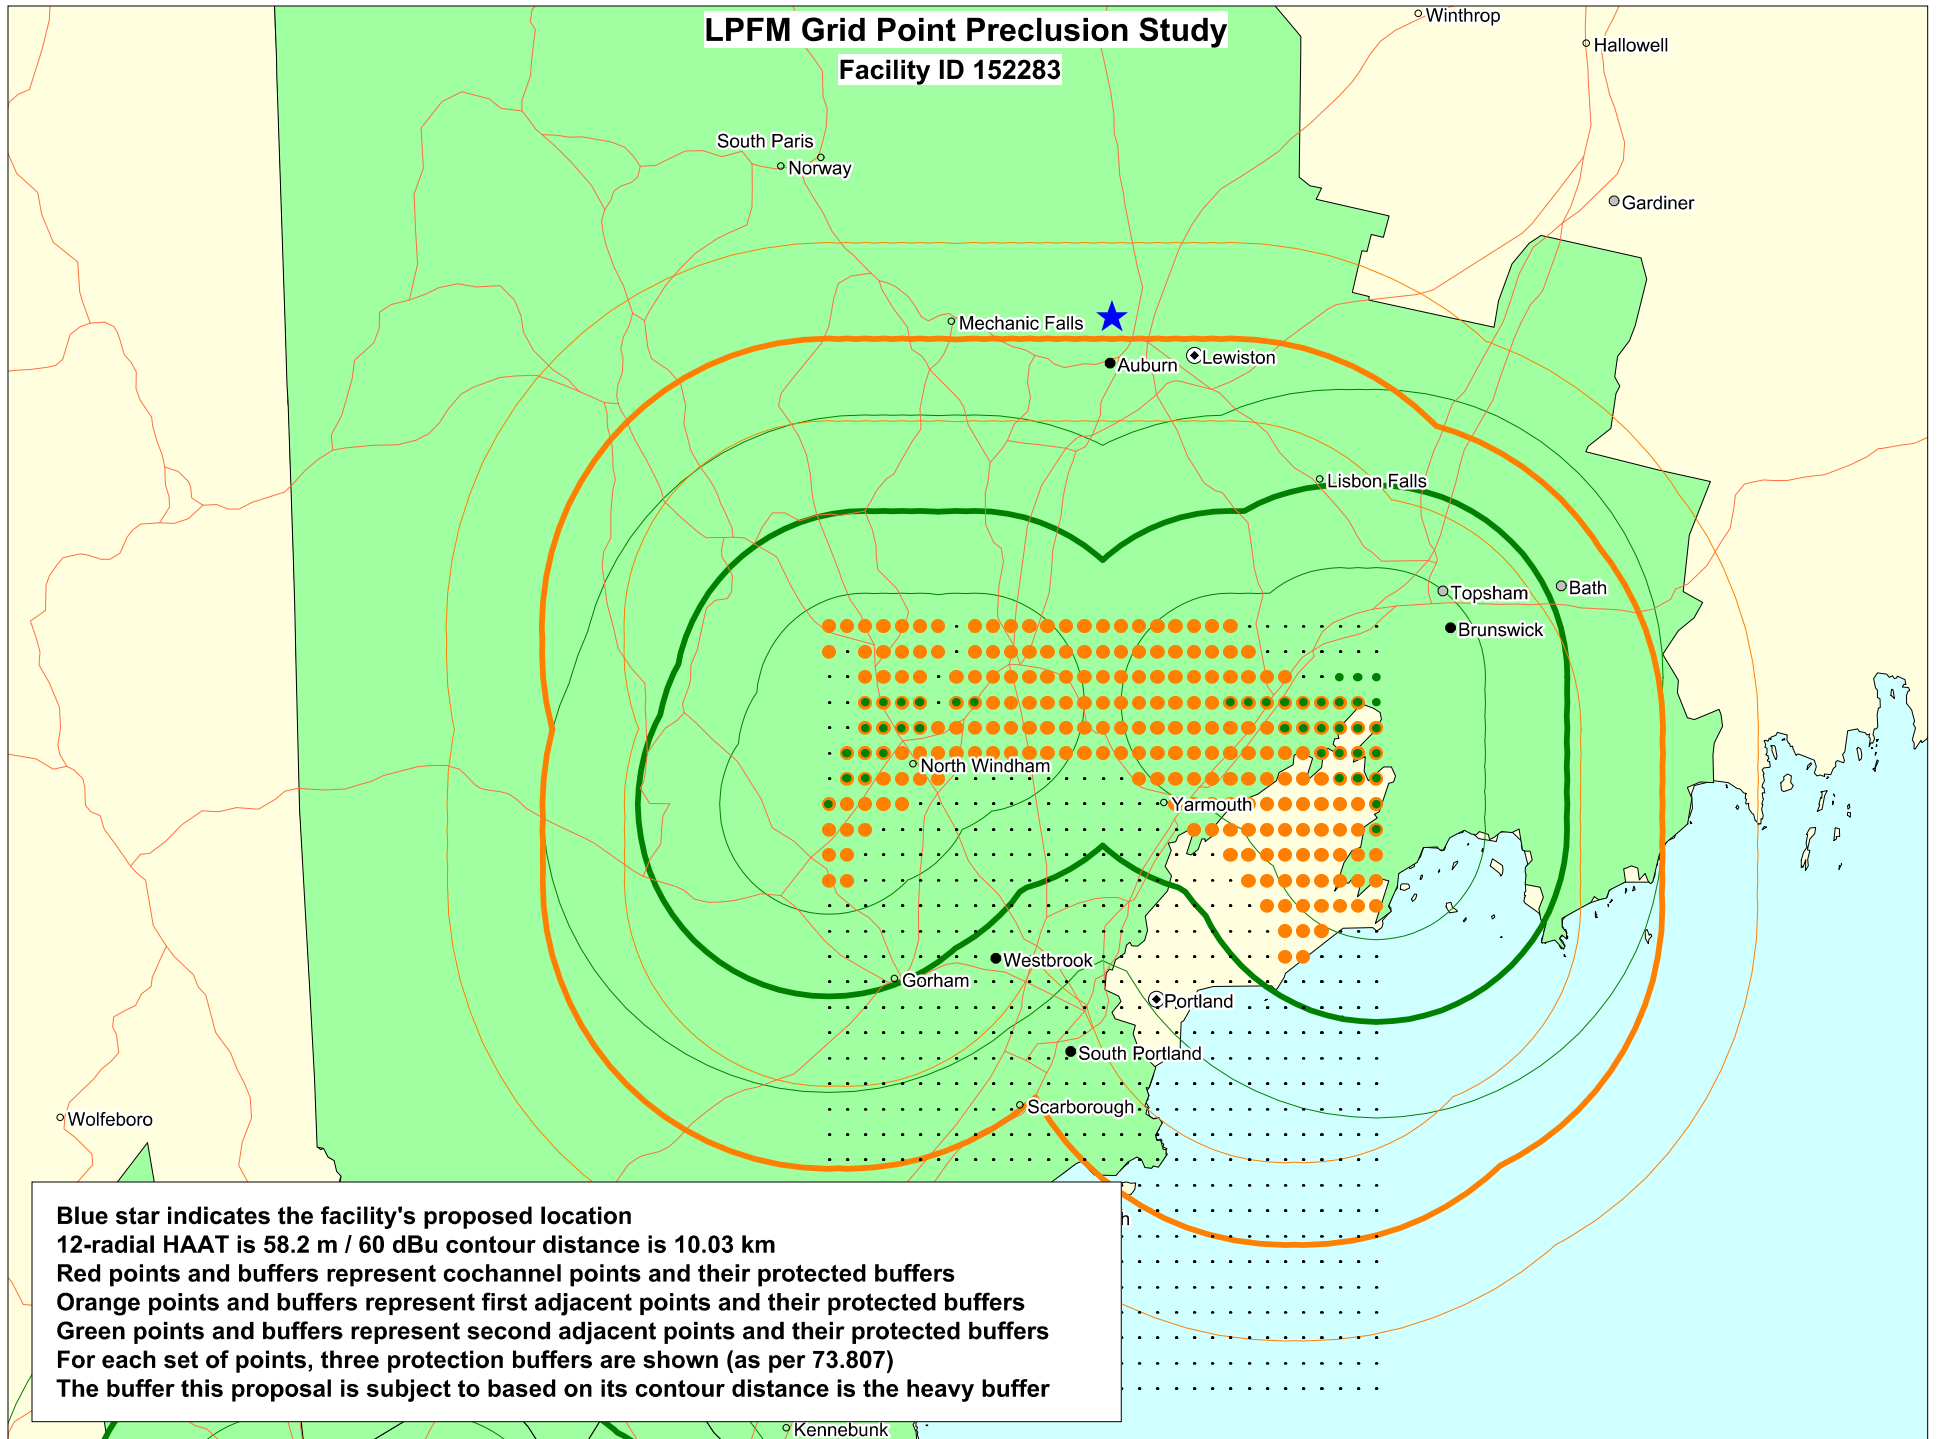 LPFM Grid Point Preclusion Study
Facility ID 152283
Winthrop
Hallowell
South Paris
Norway
Gardiner
Mechanic Falls
Auburn
Lewiston
Lisbon Falls
Topsham
Bath
Brunswick
North Windham
Yarmouth
Westbrook
Gorham
Portland
South Portland
Scarborough
Wolfeboro
Blue star indicates the facility's proposed location
12-radial HAAT is 58.2 m / 60 dBu contour distance is 10.03 km
Red points and buffers represent cochannel points and their protected buffers
Orange points and buffers represent first adjacent points and their protected buffers
Green points and buffers represent second adjacent points and their protected buffers
For each set of points, three protection buffers are shown (as per 73.807)
The buffer this proposal is subject to based on its contour distance is the heavy buffer
Kennebunk